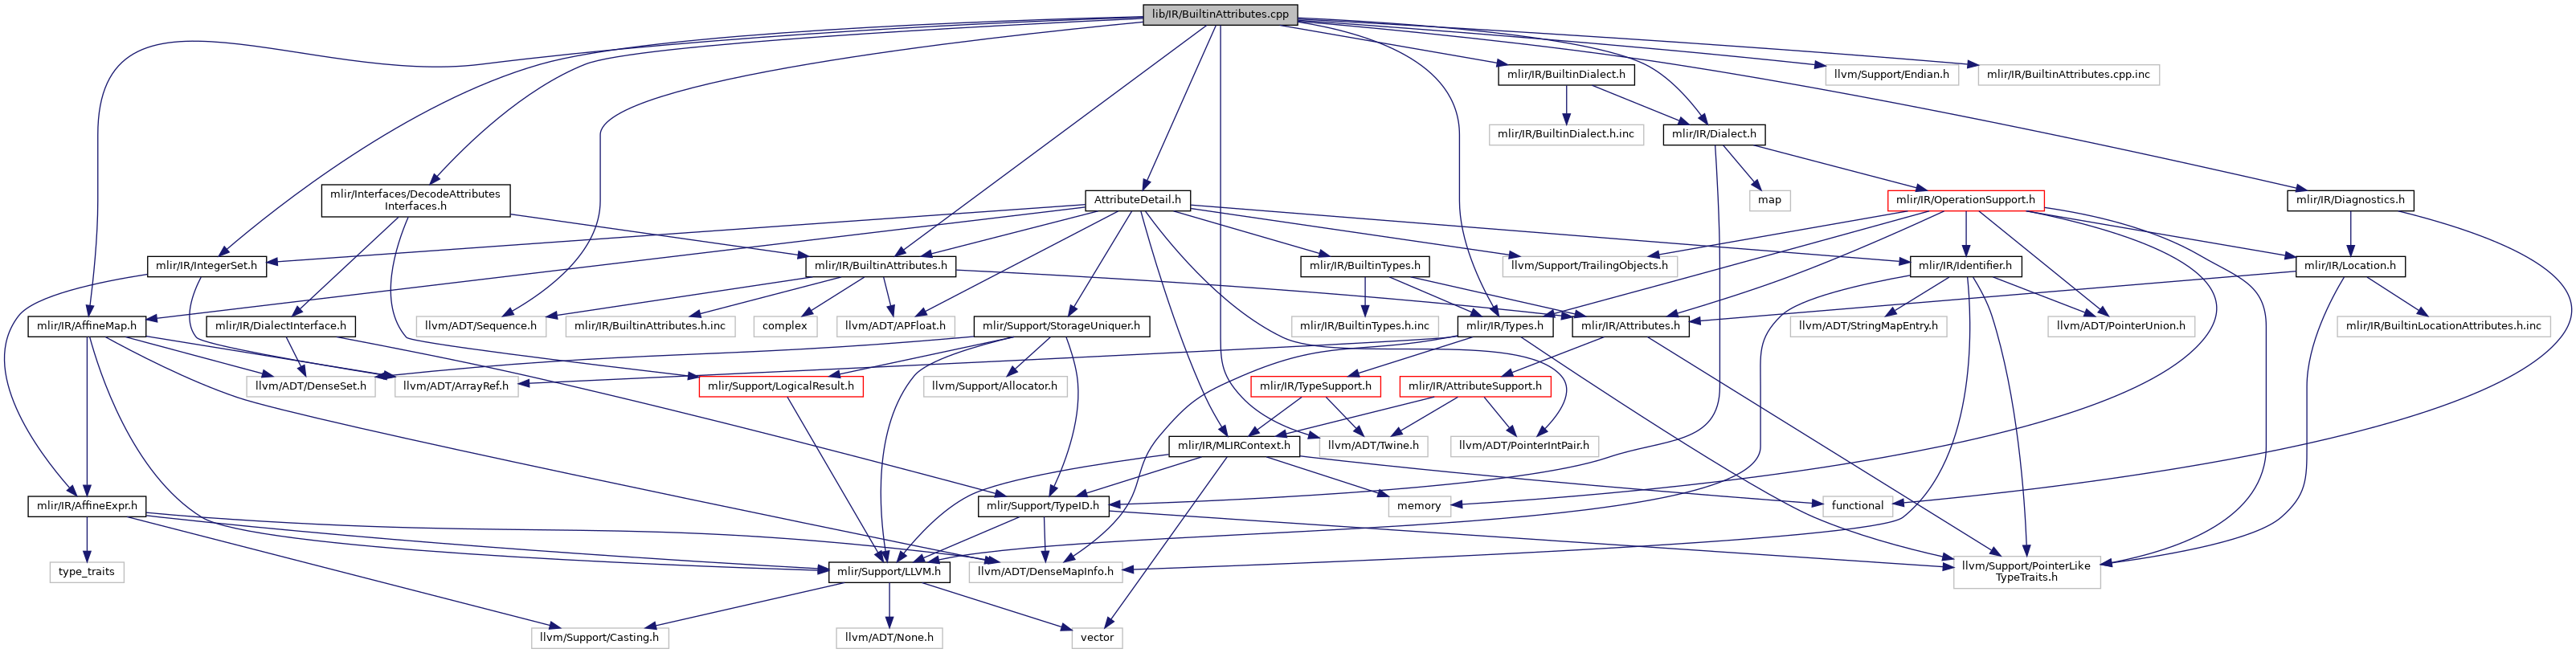 lib/IR/BuiltinAttributes.cpp
mlir/IR/BuiltinDialect.h
llvm/Support/Endian.h
mlir/IR/BuiltinAttributes.cpp.inc
mlir/IR/BuiltinDialect.h.inc
mlir/IR/Dialect.h
mlir/Interfaces/DecodeAttributes
Interfaces.h
AttributeDetail.h
map
mlir/IR/OperationSupport.h
mlir/IR/Diagnostics.h
mlir/IR/IntegerSet.h
mlir/IR/BuiltinAttributes.h
mlir/IR/BuiltinTypes.h
llvm/Support/TrailingObjects.h
mlir/IR/Identifier.h
mlir/IR/Location.h
mlir/IR/AffineMap.h
mlir/IR/DialectInterface.h
llvm/ADT/Sequence.h
mlir/IR/BuiltinAttributes.h.inc
complex
llvm/ADT/APFloat.h
mlir/Support/StorageUniquer.h
mlir/IR/BuiltinTypes.h.inc
mlir/IR/Types.h
mlir/IR/Attributes.h
llvm/ADT/StringMapEntry.h
llvm/ADT/PointerUnion.h
mlir/IR/BuiltinLocationAttributes.h.inc
llvm/ADT/DenseSet.h
llvm/ADT/ArrayRef.h
mlir/Support/LogicalResult.h
llvm/Support/Allocator.h
mlir/IR/TypeSupport.h
mlir/IR/AttributeSupport.h
mlir/IR/MLIRContext.h
llvm/ADT/Twine.h
llvm/ADT/PointerIntPair.h
mlir/IR/AffineExpr.h
mlir/Support/TypeID.h
memory
functional
type_traits
mlir/Support/LLVM.h
llvm/ADT/DenseMapInfo.h
llvm/Support/PointerLike
TypeTraits.h
llvm/Support/Casting.h
llvm/ADT/None.h
vector